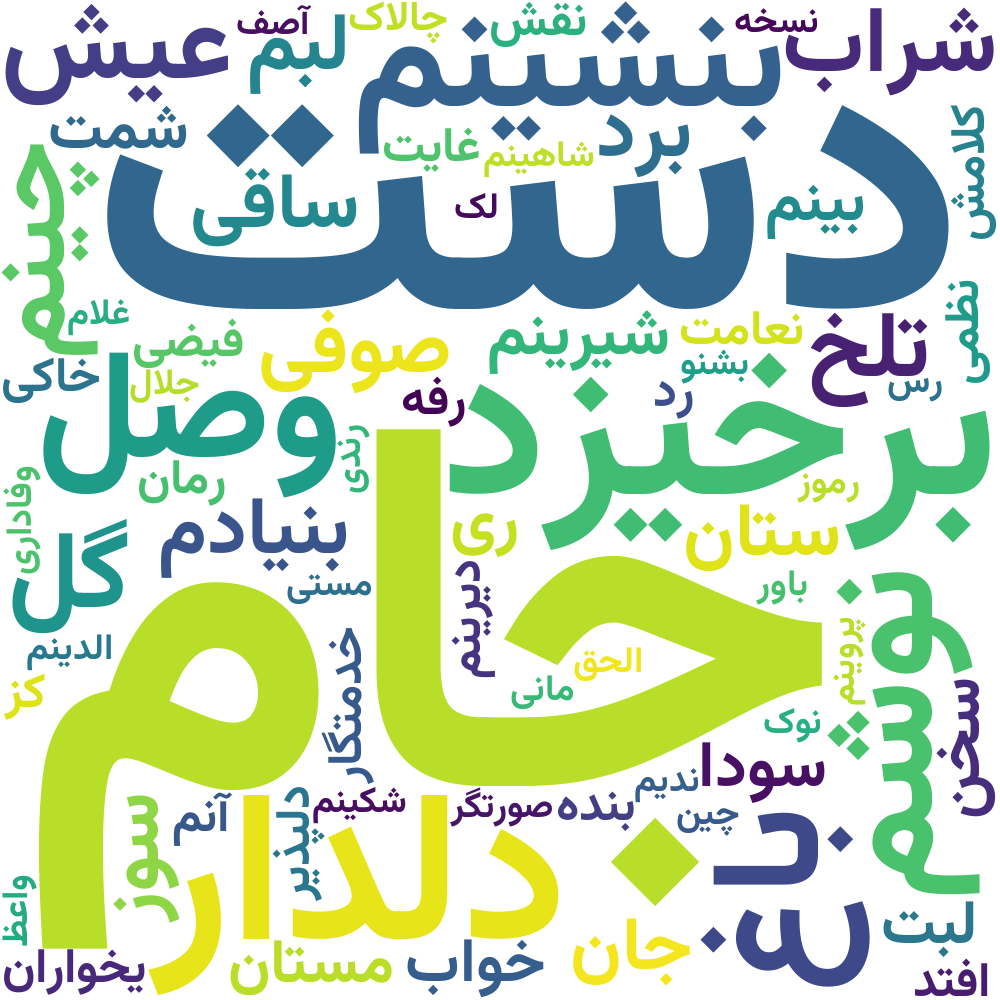 شراب
نسخه
نقش
چالاک
آصف
عیش
لبم
بنشینم
دست
برد
غایت
شاهینم
لک
شمت
ساقی
بینم
کلامش
چینم
غلام
نظمی
تلخ
نعامت
بشنو
شیرینم
صوفی
فیضی
جلال
خاکی
رس
رد
رفه
وصل
برخیزد
رموز
رندی
رمان
وفاداری
بنیادم
ری
ستان
گل
جام
مستی
دیرینم
باور
نوشم
پروینم
الحق
مانی
الدینم
کز
خدمتگار
نوک
سخن
سودا
ندیم
چین
بنده
صورتگر
شکینم
دلپذیر
آنم
سوز
دلدار
باغ
لبت
واعظ
یخواران
مستان
خواب
جان
افتد